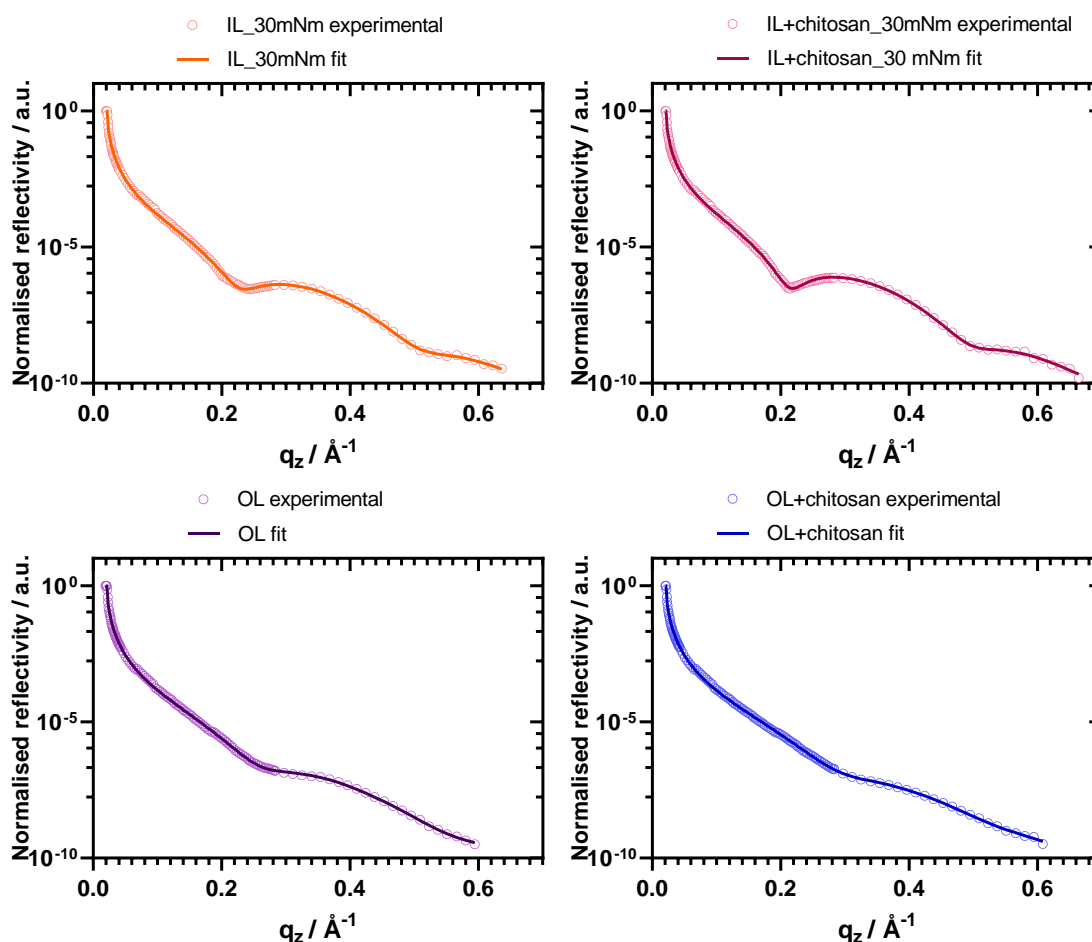 IL_30mNm experimental
IL_30mNm fit
IL+chitosan_30mNm experimental
IL+chitosan_30 mNm fit
Normalised reflectivity / a.u.
10⁰
10⁻⁵
10⁻¹⁰
0.0 0.2 0.4 0.6
q_z / Å⁻¹
Normalised reflectivity / a.u.
10⁰
10⁻⁵
10⁻¹⁰
0.0 0.2 0.4 0.6
q_z / Å⁻¹
OL experimental
OL fit
OL+chitosan experimental
OL+chitosan fit
Normalised reflectivity / a.u.
10⁰
10⁻⁵
10⁻¹⁰
0.0 0.2 0.4 0.6
q_z / Å⁻¹
Normalised reflectivity / a.u.
10⁰
10⁻⁵
10⁻¹⁰
0.0 0.2 0.4 0.6
q_z / Å⁻¹